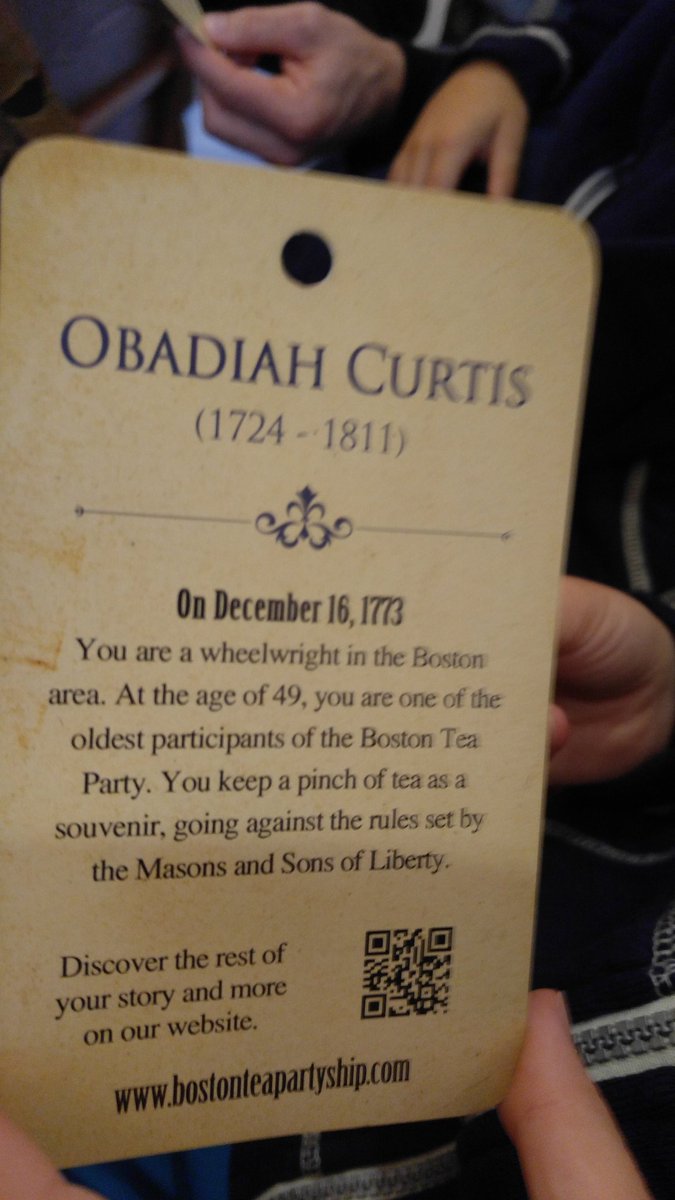 OBADIAH CURTIS
(1724 - 1811)
On December 16, 1773
You are a wheelwright in the Boston
area. At the age of 49, you are one of the
oldest participants of the Boston Tea
Party. You keep a pinch of tea as a
souvenir, going against the rules set by
the Masons and Sons of Liberty.
Discover the rest of
your story and more
on our website.
www.bostonteapartyship.com